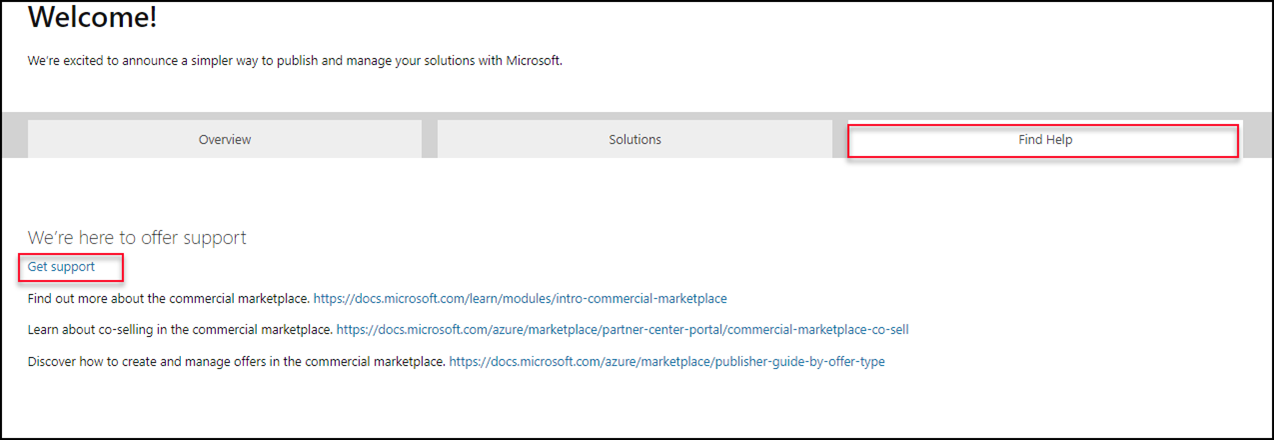 Welcome!
We're excited to announce a simpler way to publish and manage your solutions with Microsoft.
Overview
Solutions
Find Help
We're here to offer support
Get support
Find out more about the commercial marketplace. https://docs.microsoft.com/learn/modules/intro-commercial-marketplace
Learn about co-selling in the commercial marketplace. https://docs.microsoft.com/azure/marketplace/partner-center-portal/commercial-marketplace-co-sell
Discover how to create and manage offers in the commercial marketplace. https://docs.microsoft.com/azure/marketplace/publisher-guide-by-offer-type